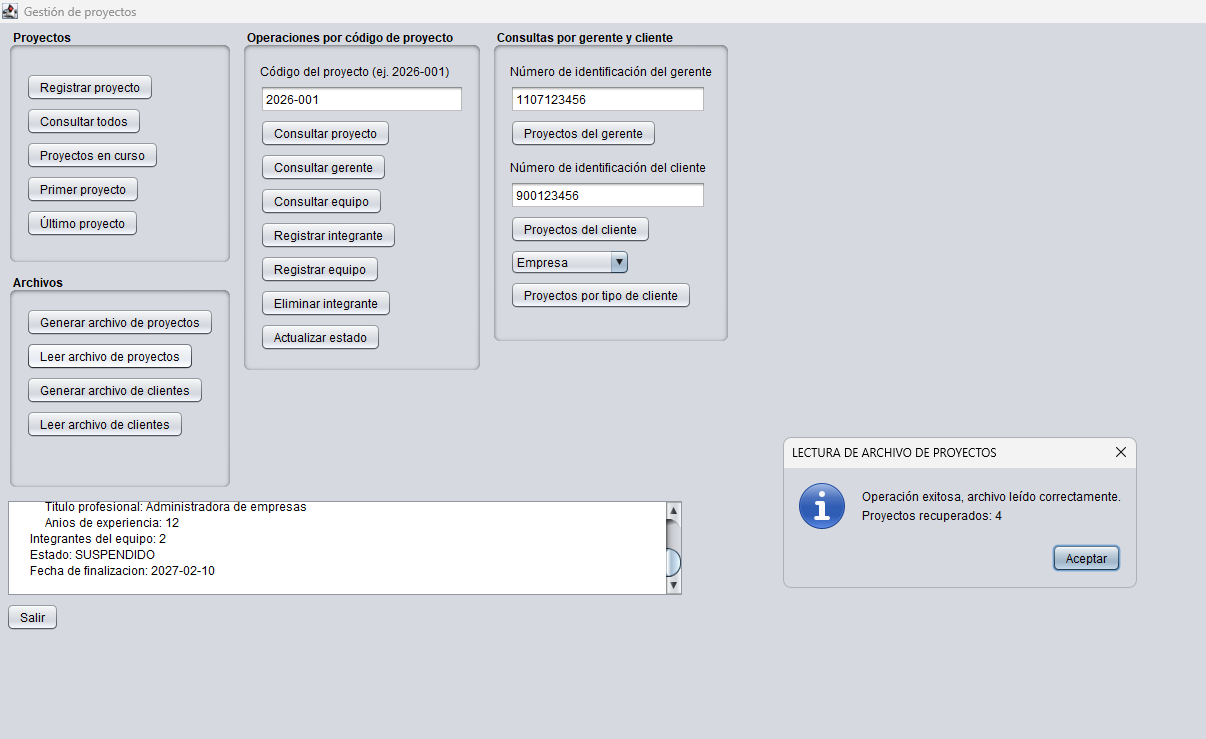 Gestión de proyectos
Proyectos
Registrar proyecto
Consultar todos
Proyectos en curso
Primer proyecto
Último proyecto
Archivos
Generar archivo de proyectos
Leer archivo de proyectos
Generar archivo de clientes
Leer archivo de clientes
Operaciones por código de proyecto
Código del proyecto (ej. 2026-001)
2026-001
Consultar proyecto
Consultar gerente
Consultar equipo
Registrar integrante
Registrar equipo
Eliminar integrante
Actualizar estado
Consultas por gerente y cliente
Número de identificación del gerente
1107123456
Proyectos del gerente
Número de identificación del cliente
900123456
Proyectos del cliente
Empresa
Proyectos por tipo de cliente
Titulo profesional: Administradora de empresas
Anios de experiencia: 12
Integrantes del equipo: 2
Estado: SUSPENDIDO
Fecha de finalizacion: 2027-02-10
Salir
LECTURA DE ARCHIVO DE PROYECTOS
Operación exitosa, archivo leído correctamente.
Proyectos recuperados: 4
Aceptar